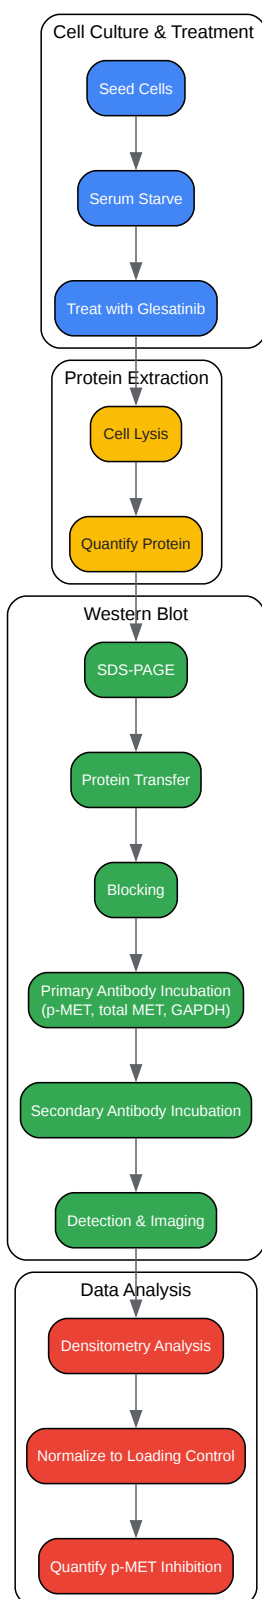 Cell Culture & Treatment
Seed Cells
Serum Starve
Treat with Glesatinib
Protein Extraction
Cell Lysis
Quantify Protein
Western Blot
SDS-PAGE
Protein Transfer
Blocking
Primary Antibody Incubation
(p-MET, total MET, GAPDH)
Secondary Antibody Incubation
Detection & Imaging
Data Analysis
Densitometry Analysis
Normalize to Loading Control
Quantify p-MET Inhibition